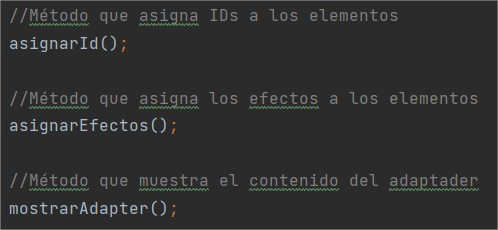 //Método que asigna IDs a los elementos
asignarId();
//Método que asigna los efectos a los elementos
asignarEfectos();
//Método que muestra el contenido del adaptader
mostrarAdapter();